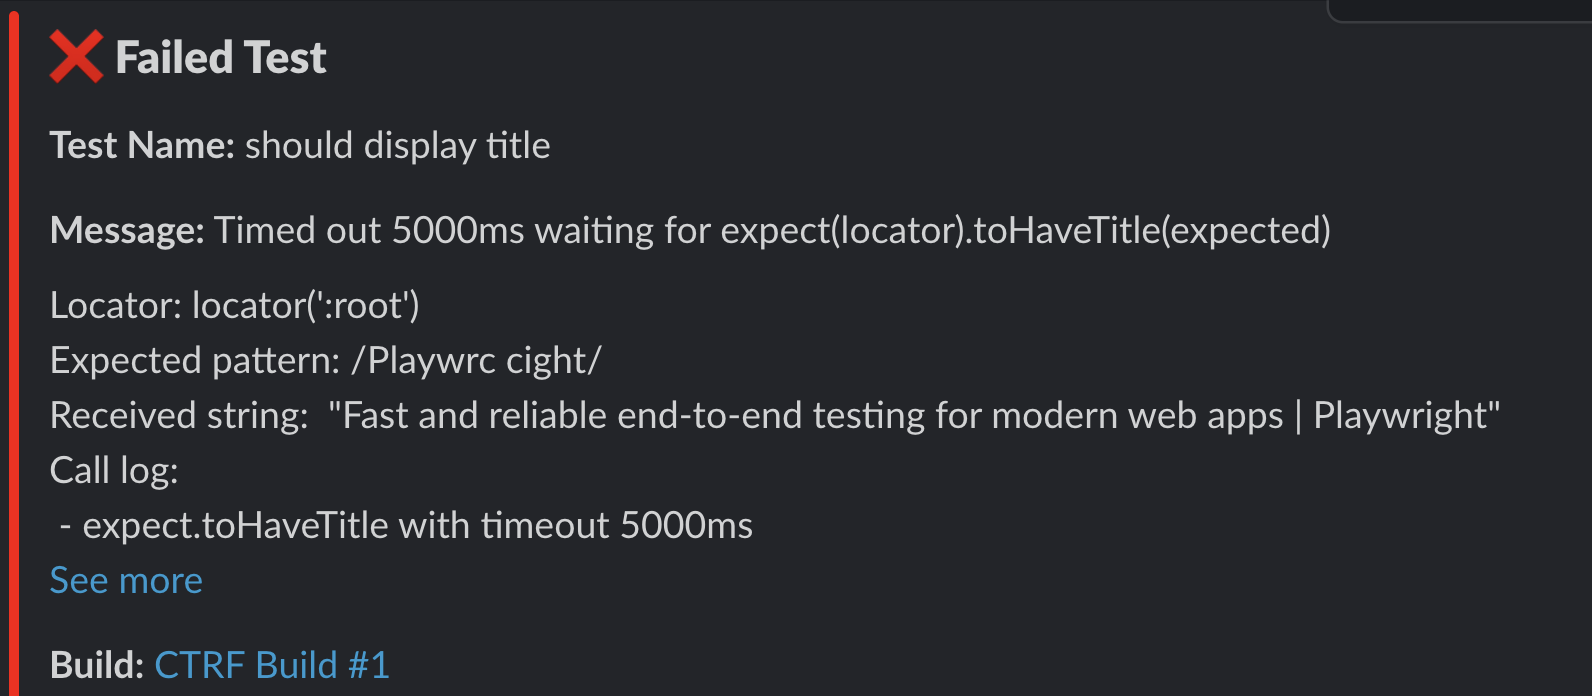 Failed Test
Test Name: should display title
Message: Timed out 5000ms waiting for expect(locator).toHaveTitle(expected)
Locator: locator(':root')
Expected pattern: /Playwrc cight/
Received string:  "Fast and reliable end-to-end testing for modern web apps | Playwright"
Call log:
 - expect.toHaveTitle with timeout 5000ms
See more
Build: CTRF Build #1